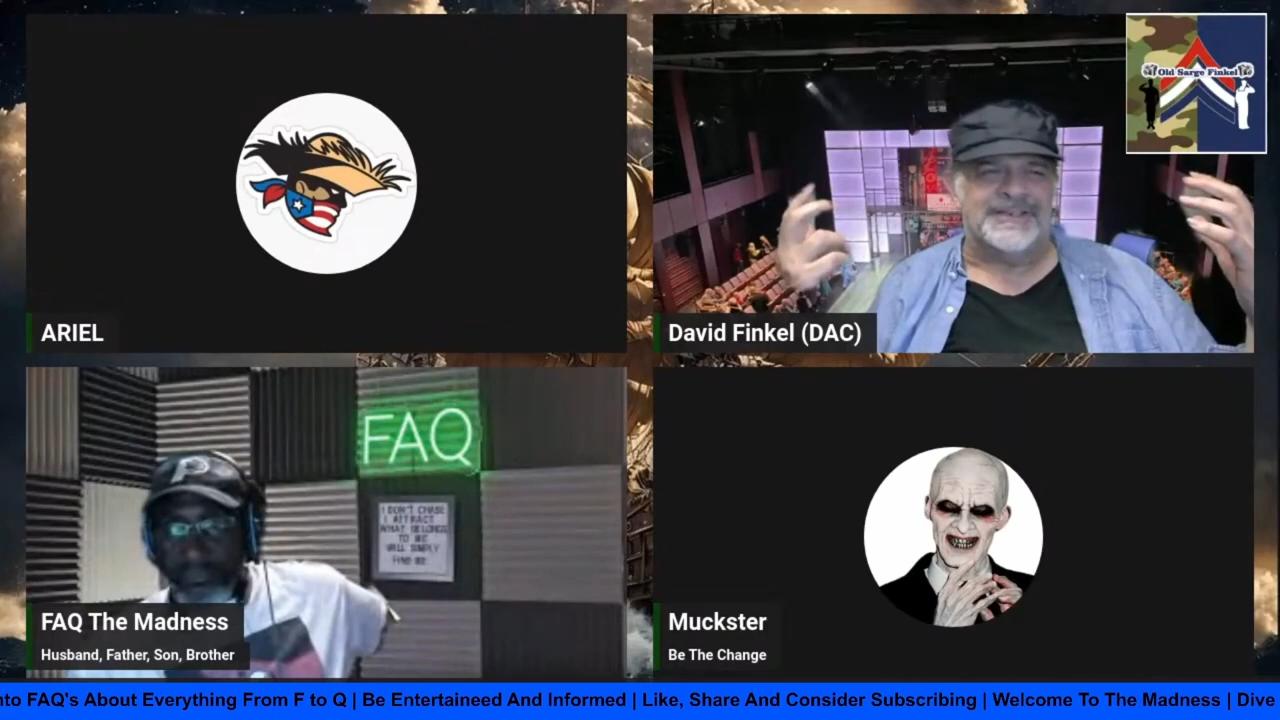 Old Sarge Finkel
ARIEL
David Finkel (DAC)
FAQ
I DON'T CHASE
I ATTRACT
WHAT BELONGS
TO ME
WILL SIMPLY
FIND ME
FAQ The Madness
Husband, Father, Son, Brother
Muckster
Be The Change
nto FAQ's About Everything From F to Q | Be Entertaineed And Informed | Like, Share And Consider Subscribing | Welcome To The Madness | Dive